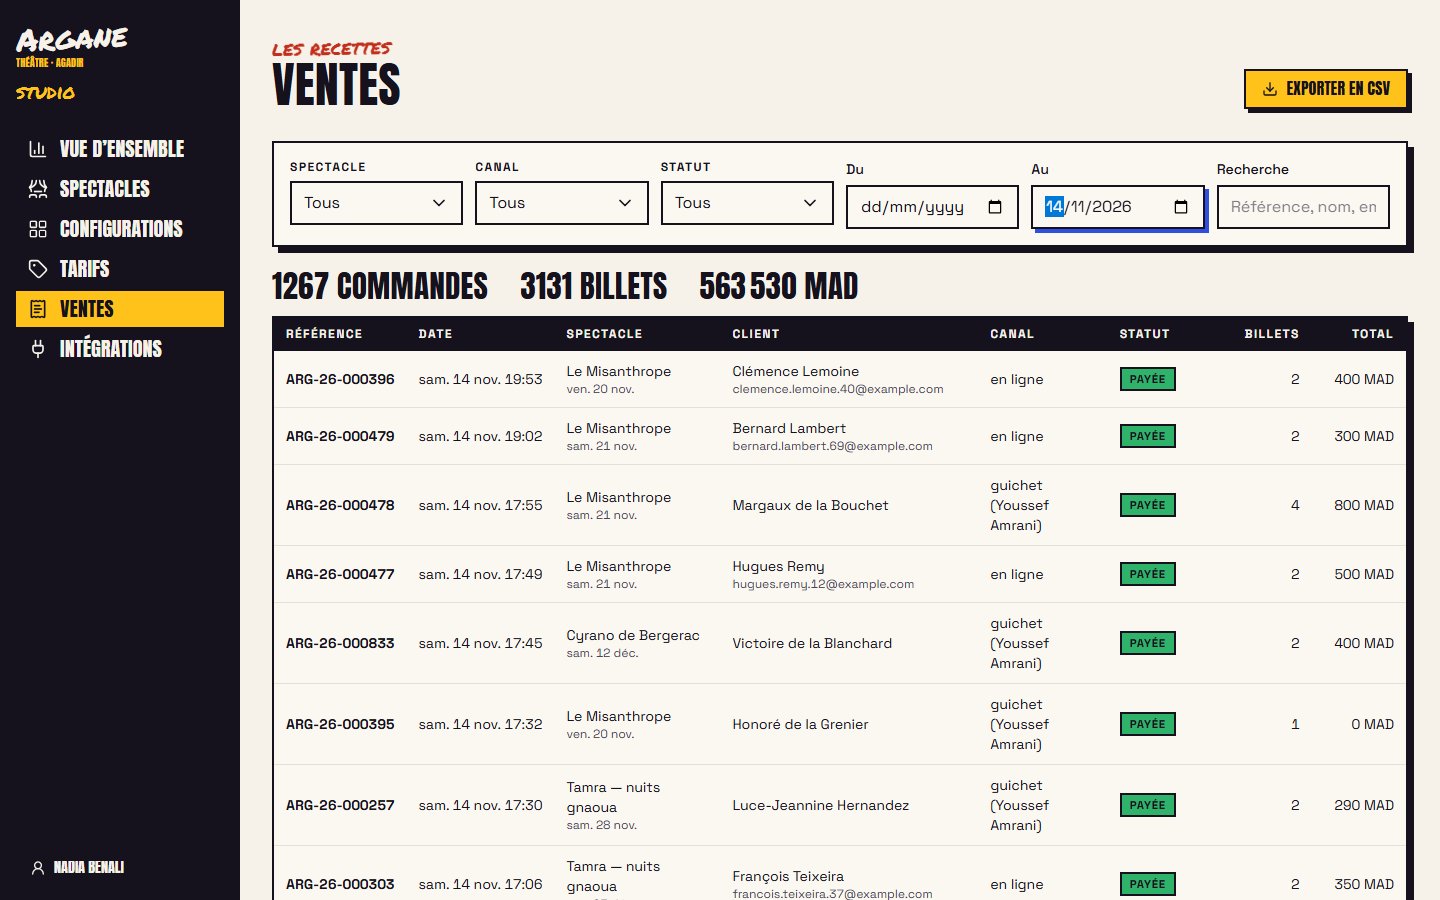 ARGANE
THÉÂTRE · AGADIR
STUDIO
VUE D'ENSEMBLE
SPECTACLES
CONFIGURATIONS
TARIFS
VENTES
INTÉGRATIONS
NADIA BENALI
LES RECETTES
VENTES
EXPORTER EN CSV
SPECTACLE CANAL STATUT Du Au Recherche
Tous Tous Tous dd/mm/yyyy 14/11/2026 Référence, nom, em
1267 COMMANDES 3131 BILLETS 563 530 MAD
RÉFÉRENCE DATE SPECTACLE CLIENT CANAL STATUT BILLETS TOTAL
ARG-26-000396 sam. 14 nov. 19:53 Le Misanthrope Clémence Lemoine en ligne PAYÉE 2 400 MAD
ven. 20 nov. clemence.lemoine.40@example.com
ARG-26-000479 sam. 14 nov. 19:02 Le Misanthrope Bernard Lambert en ligne PAYÉE 2 300 MAD
sam. 21 nov. bernard.lambert.69@example.com
ARG-26-000478 sam. 14 nov. 17:55 Le Misanthrope Margaux de la Bouchet guichet (Youssef Amrani) PAYÉE 4 800 MAD
sam. 21 nov.
ARG-26-000477 sam. 14 nov. 17:49 Le Misanthrope Hugues Remy en ligne PAYÉE 2 500 MAD
sam. 21 nov. hugues.remy.12@example.com
ARG-26-000833 sam. 14 nov. 17:45 Cyrano de Bergerac Victoire de la Blanchard guichet (Youssef Amrani) PAYÉE 2 400 MAD
sam. 12 déc.
ARG-26-000395 sam. 14 nov. 17:32 Le Misanthrope Honoré de la Grenier guichet (Youssef Amrani) PAYÉE 1 0 MAD
ven. 20 nov.
ARG-26-000257 sam. 14 nov. 17:30 Tamra — nuits gnaoua Luce-Jeannine Hernandez guichet (Youssef Amrani) PAYÉE 2 290 MAD
sam. 28 nov.
ARG-26-000303 sam. 14 nov. 17:06 Tamra — nuits gnaoua François Teixeira en ligne PAYÉE 2 350 MAD
francois.teixeira.37@example.com